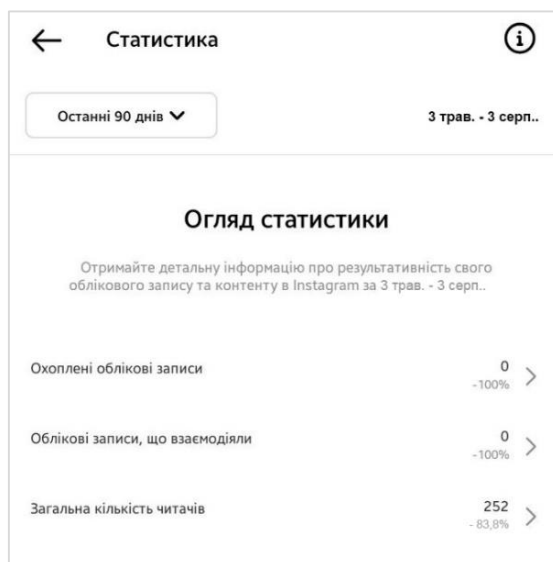 Статистика
Останні 90 днів
3 трав. - 3 серп..
Огляд статистики
Отримайте детальну інформацію про результативність свого
облікового запису та контенту в Instagram за 3 трав. - 3 серп..
Охоплені облікові записи
0
-100%
Облікові записи, що взаємодіяли
0
-100%
Загальна кількість читачів
252
- 83,8%